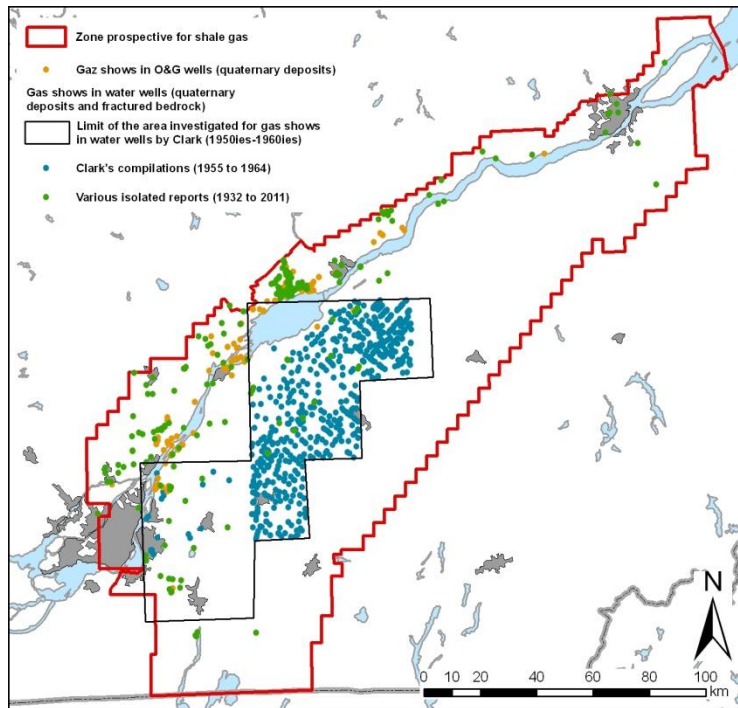 Zone prospective for shale gas
Gaz shows in O&G wells (quaternary deposits)
Gas shows in water wells (quaternary
deposits and fractured bedrock)
Limit of the area investigated for gas shows
in water wells by Clark (1950ies-1960ies)
Clark's compilations (1955 to 1964)
Various isolated reports (1932 to 2011)
N
0 10 20 40 60 80 100
km